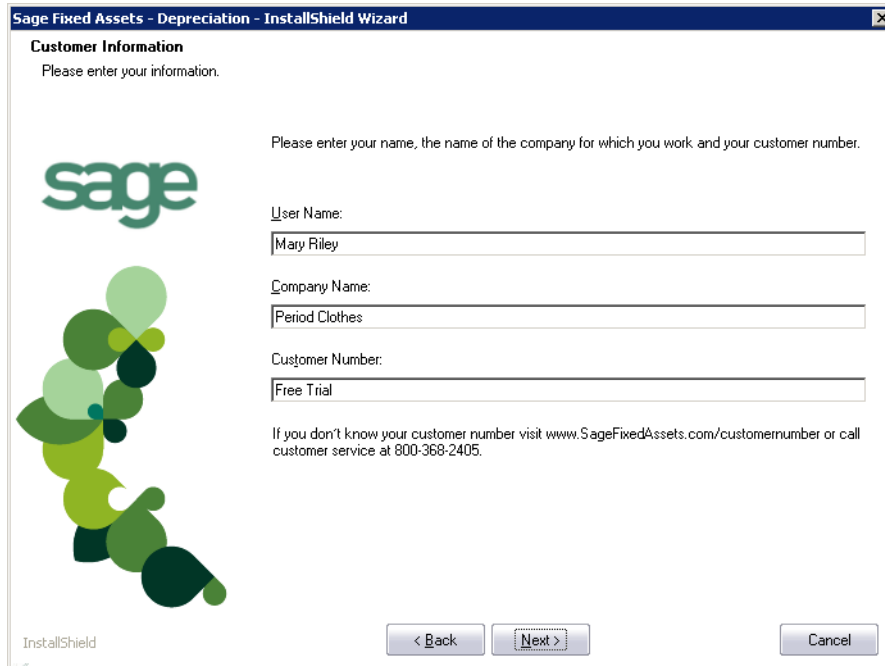 Sage Fixed Assets - Depreciation - InstallShield Wizard
Customer Information
Please enter your information.
sage
Please enter your name, the name of the company for which you work and your customer number.
User Name:
Mary Riley
Company Name:
Period Clothes
Customer Number:
Free Trial
If you don't know your customer number visit www.SageFixedAssets.com/customernumber or call
customer service at 800-368-2405.
InstallShield
< Back
Next >
Cancel